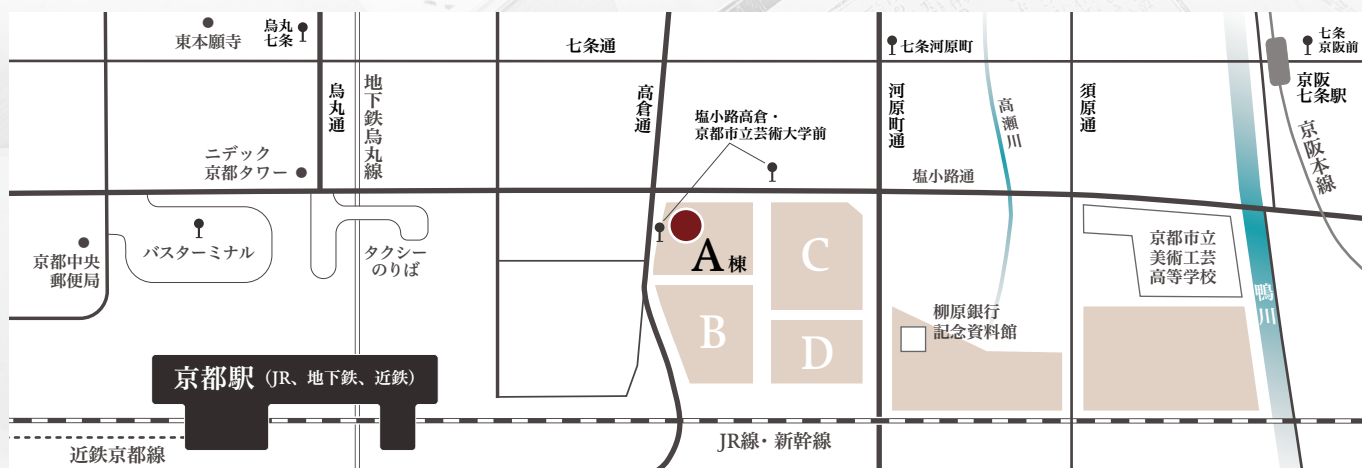 東本願寺
烏丸
七条
七条通
七条河原町
七条
京阪前
京阪
七条駅
烏丸通
地下鉄烏丸線
高倉通
塩小路高倉・
京都市立芸術大学前
河原町通
高瀬川
須原通
京阪本線
ニデック
京都タワー
塩小路通
京都中央
郵便局
バスターミナル
タクシー
のりば
A棟
C
京都市立
美術工芸
高等学校
鴨川
B
D
柳原銀行
記念資料館
京都駅（JR、地下鉄、近鉄）
近鉄京都線
JR線・新幹線